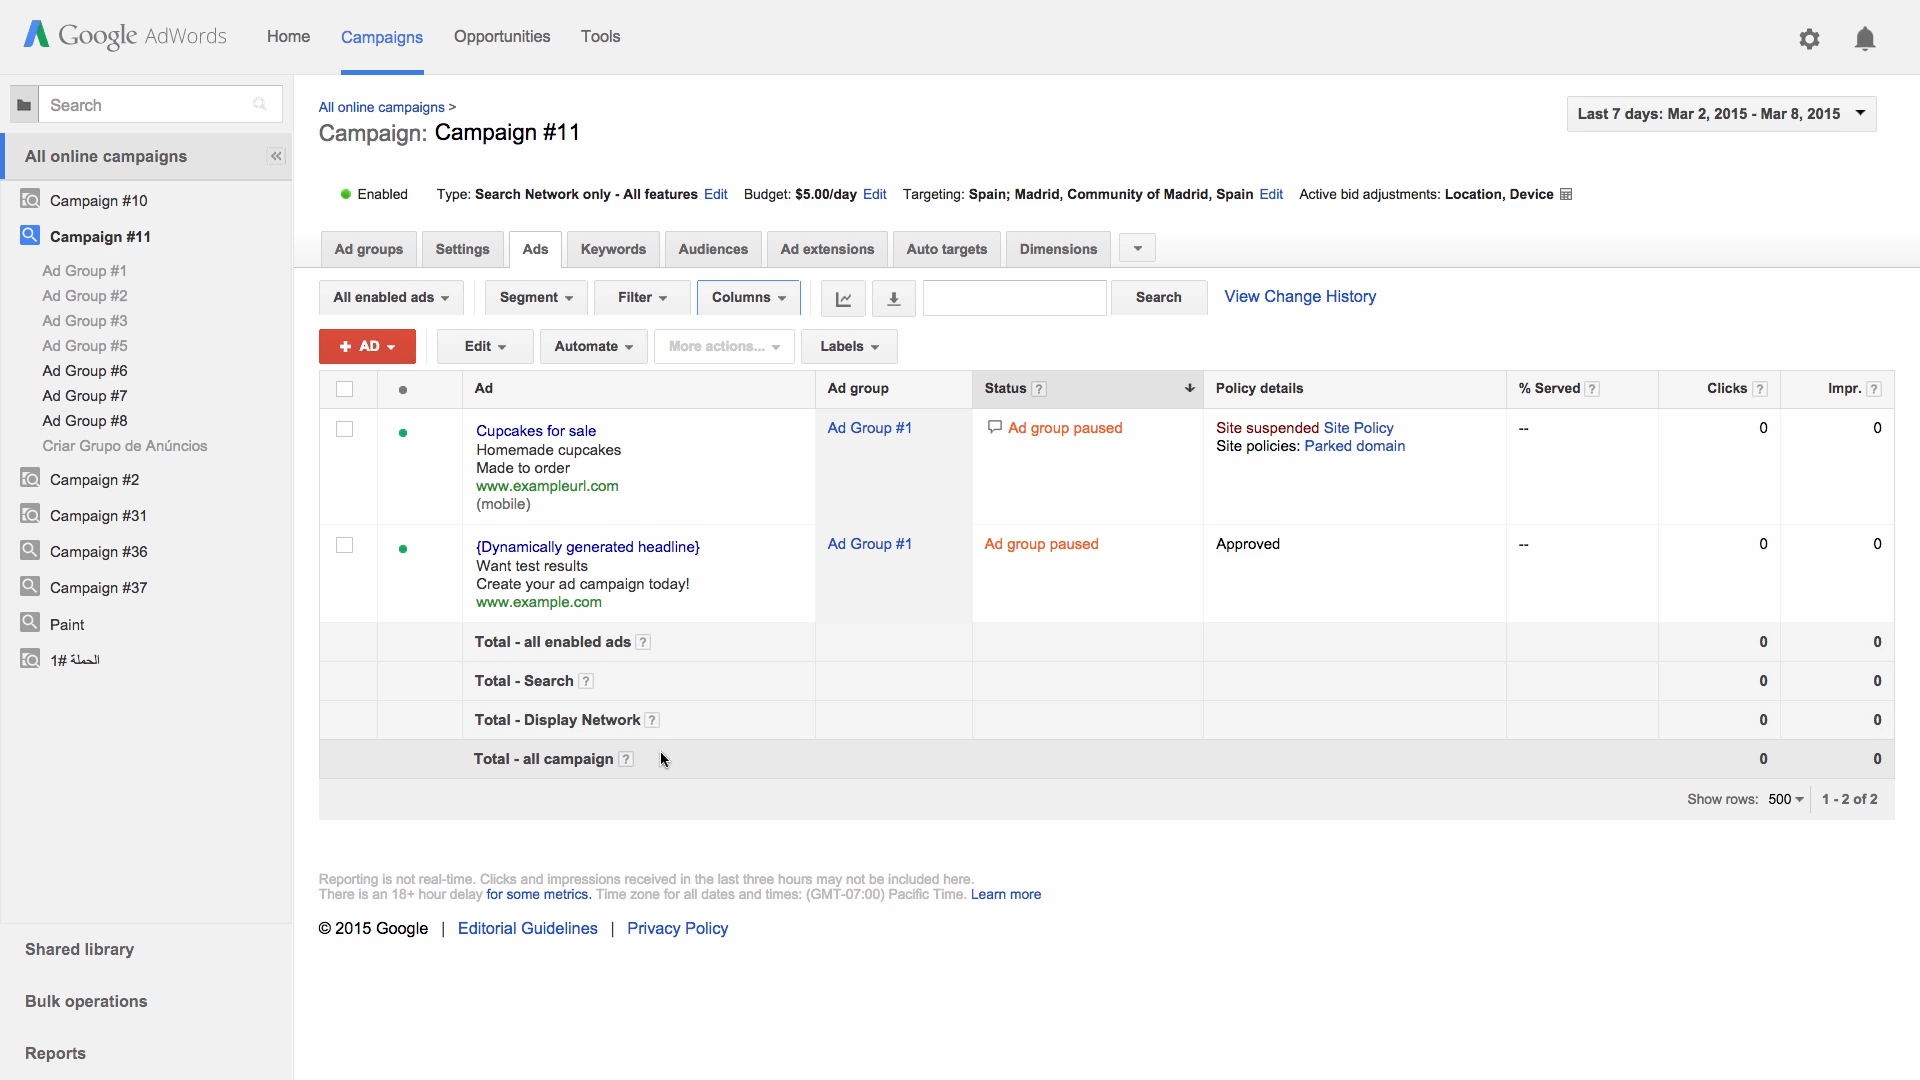 Google AdWords
Home
Campaigns
Opportunities
Tools
Search
All online campaigns
Campaign #10
Campaign #11
Ad Group #1
Ad Group #2
Ad Group #3
Ad Group #5
Ad Group #6
Ad Group #7
Ad Group #8
Criar Grupo de Anúncios
Campaign #2
Campaign #31
Campaign #36
Campaign #37
Paint
الحملة #1
Shared library
Bulk operations
Reports
All online campaigns >
Campaign: Campaign #11
Last 7 days: Mar 2, 2015 - Mar 8, 2015
Enabled Type: Search Network only - All features Edit Budget: $5.00/day Edit Targeting: Spain; Madrid, Community of Madrid, Spain Edit Active bid adjustments: Location, Device
Ad groups Settings Ads Keywords Audiences Ad extensions Auto targets Dimensions
All enabled ads Segment Filter Columns Search View Change History
+ AD Edit Automate More actions... Labels
Ad Ad group Status ? Policy details % Served ? Clicks ? Impr. ?
Cupcakes for sale
Homemade cupcakes
Made to order
www.exampleurl.com
(mobile)
Ad Group #1
Ad group paused
Site suspended Site Policy
Site policies: Parked domain
-- 0 0
{Dynamically generated headline}
Want test results
Create your ad campaign today!
www.example.com
Ad Group #1
Ad group paused
Approved
-- 0 0
Total - all enabled ads ? 0 0
Total - Search ? 0 0
Total - Display Network ? 0 0
Total - all campaign ? 0 0
Show rows: 500 1 - 2 of 2
Reporting is not real-time. Clicks and impressions received in the last three hours may not be included here.
There is an 18+ hour delay for some metrics. Time zone for all dates and times: (GMT-07:00) Pacific Time. Learn more
© 2015 Google | Editorial Guidelines | Privacy Policy